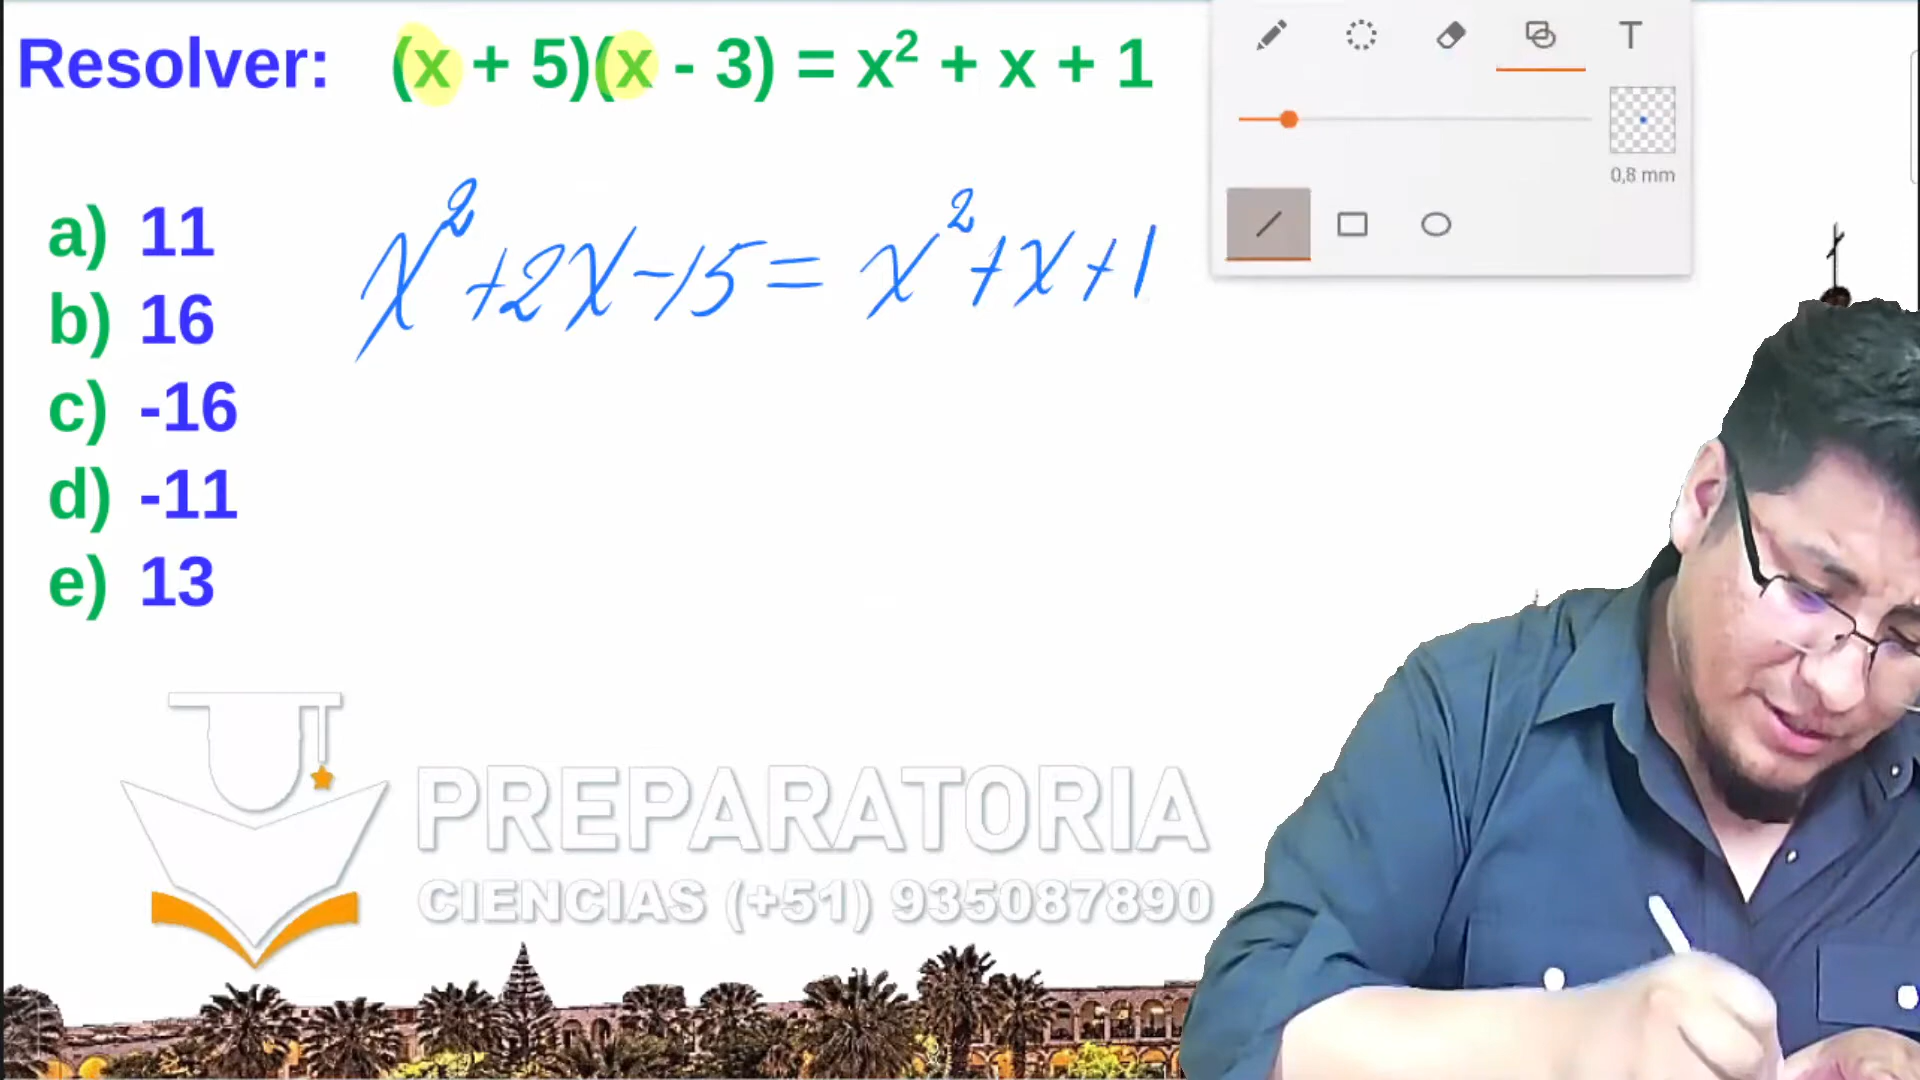 Resolver: (x + 5)(x - 3) = x² + x + 1
T
0,8 mm
x² + 2x - 15 = x² + x + 1
a) 11
b) 16
c) -16
d) -11
e) 13
PREPARATORIA
CIENCIAS (+51) 935087890